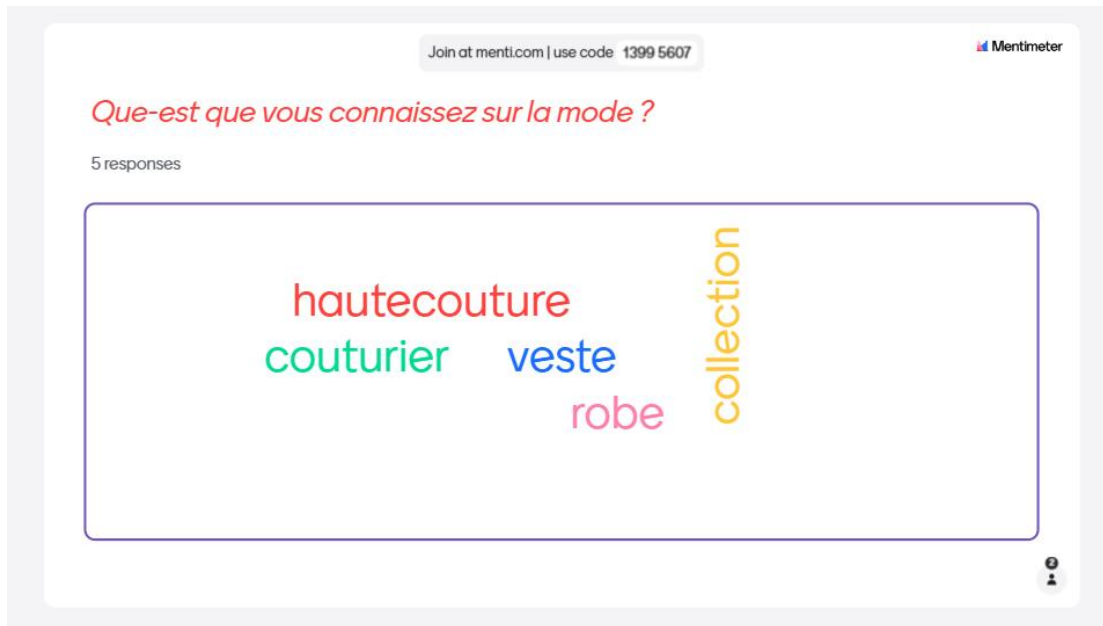 Join at menti.com | use code 1399 5607
Mentimeter
Que-est que vous connaissez sur la mode ?
5 responses
hautecouture
couturier veste
robe
collection
2